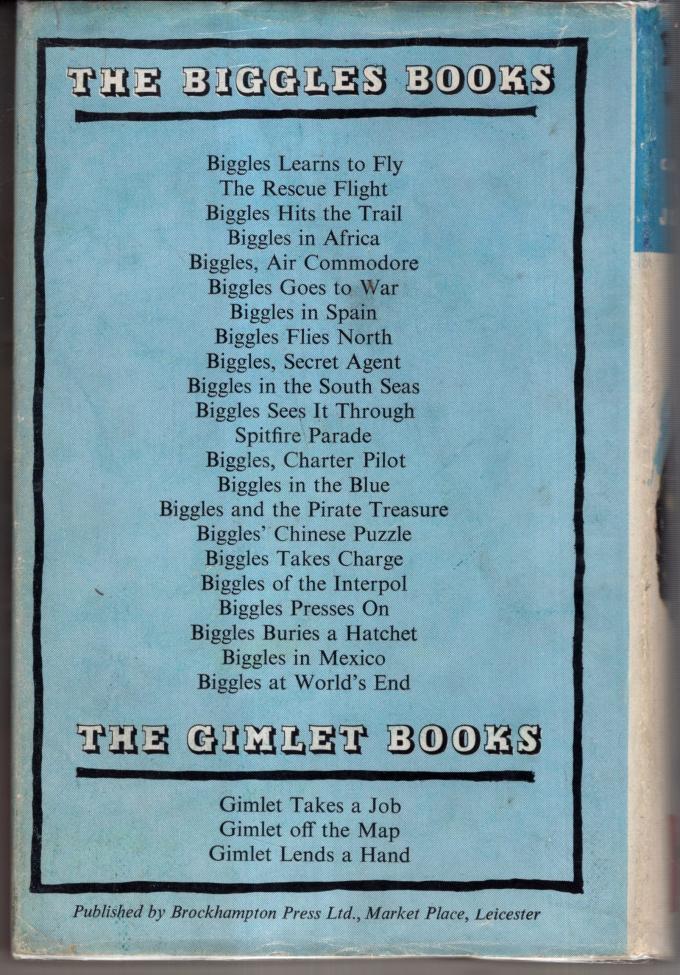 THE BIGGLES BOOKS
Biggles Learns to Fly
The Rescue Flight
Biggles Hits the Trail
Biggles in Africa
Biggles, Air Commodore
Biggles Goes to War
Biggles in Spain
Biggles Flies North
Biggles, Secret Agent
Biggles in the South Seas
Biggles Sees It Through
Spitfire Parade
Biggles, Charter Pilot
Biggles in the Blue
Biggles and the Pirate Treasure
Biggles' Chinese Puzzle
Biggles Takes Charge
Biggles of the Interpol
Biggles Presses On
Biggles Buries a Hatchet
Biggles in Mexico
Biggles at World's End
THE GIMLET BOOKS
Gimlet Takes a Job
Gimlet off the Map
Gimlet Lends a Hand
Published by Brockhampton Press Ltd., Market Place, Leicester